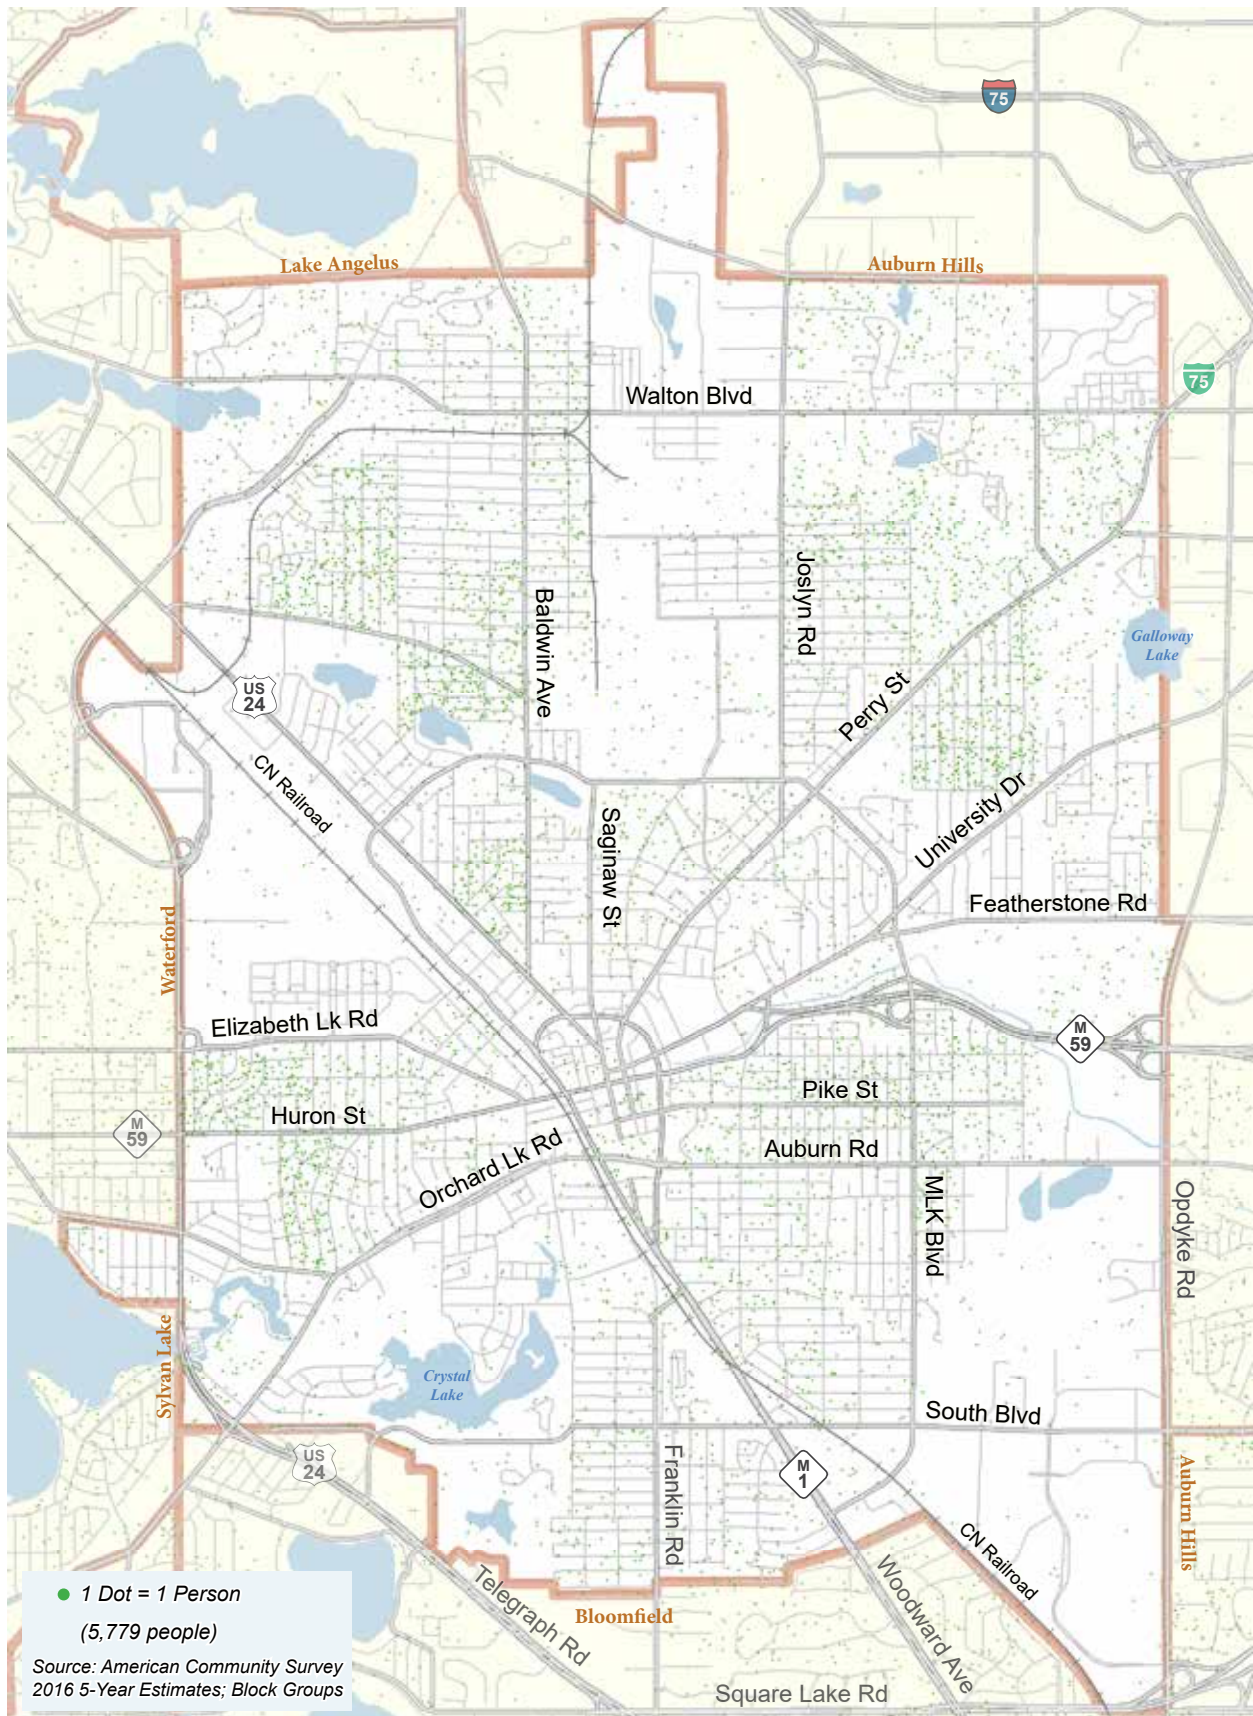 75
Lake Angelus
Auburn Hills
75
Walton Blvd
Joslyn Rd
Baldwin Ave
Galloway
Lake
US
24
Perry St
CN Railroad
University Dr
Saginaw St
Featherstone Rd
Waterford
Elizabeth Lk Rd
M
59
Pike St
Huron St
M
59
Auburn Rd
Orchard Lk Rd
MLK Blvd
Opdyke Rd
Sylvan Lake
Crystal
Lake
South Blvd
US
24
Franklin Rd
M
1
Auburn Hills
CN Railroad
Woodward Ave
Telegraph Rd
Bloomfield
Square Lake Rd
1 Dot = 1 Person
(5,779 people)
Source: American Community Survey
2016 5-Year Estimates; Block Groups